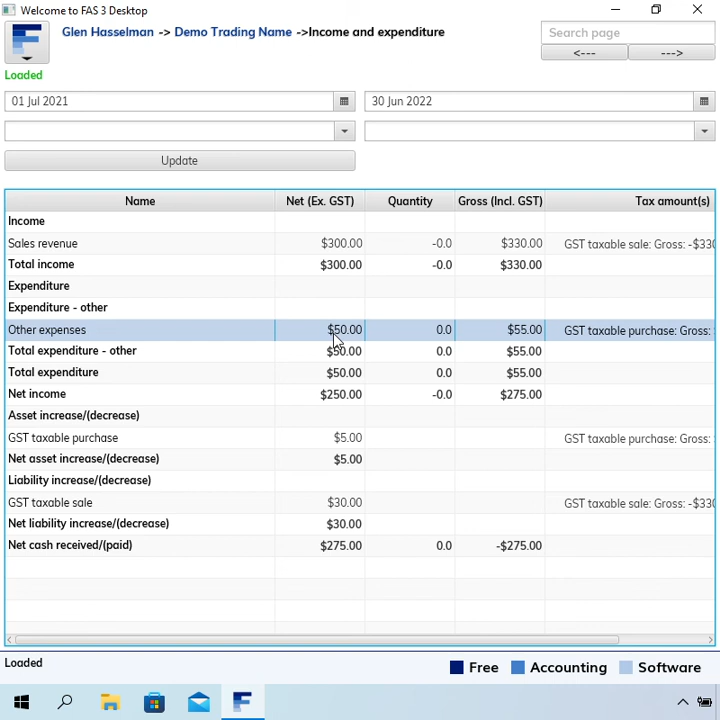 Welcome to FAS 3 Desktop
Glen Hasselman -> Demo Trading Name ->Income and expenditure
Search page
<--- --->
Loaded
01 Jul 2021 30 Jun 2022
Update
Name Net (Ex. GST) Quantity Gross (Incl. GST) Tax amount(s)
Income
Sales revenue $300.00 -0.0 $330.00 GST taxable sale: Gross: -$330
Total income $300.00 -0.0 $330.00
Expenditure
Expenditure - other
Other expenses $50.00 0.0 $55.00 GST taxable purchase: Gross:
Total expenditure - other $50.00 0.0 $55.00
Total expenditure $50.00 0.0 $55.00
Net income $250.00 -0.0 $275.00
Asset increase/(decrease)
GST taxable purchase $5.00 GST taxable purchase: Gross:
Net asset increase/(decrease) $5.00
Liability increase/(decrease)
GST taxable sale $30.00 GST taxable sale: Gross: -$330
Net liability increase/(decrease) $30.00
Net cash received/(paid) $275.00 0.0 -$275.00
Loaded
Free Accounting Software